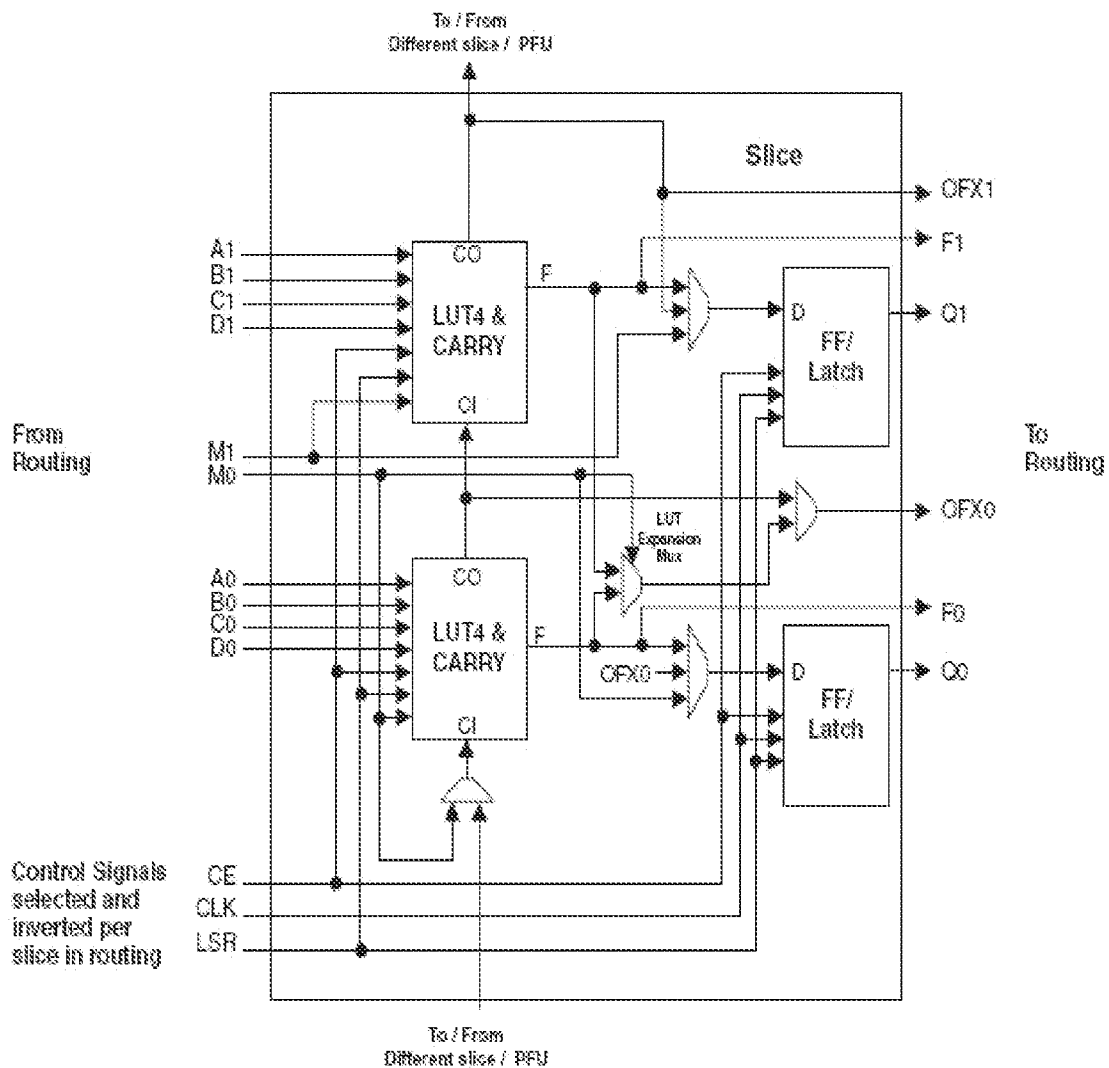 To / From
Different slice / PFU
Slice
OFX1
F1
A1
B1
C1
D1
CO
LUT4 &
CARRY
CI
F
D
FF/
Latch
Q1
From
Routing
M1
M0
To
Routing
LUT
Expansion
Mux
OFX0
A0
B0
C0
D0
CO
LUT4 &
CARRY
CI
F
OFX0
F0
D
FF/
Latch
Q0
Control Signals
selected and
inverted per
slice in routing
CE
CLK
LSR
To / From
Different slice / PFU